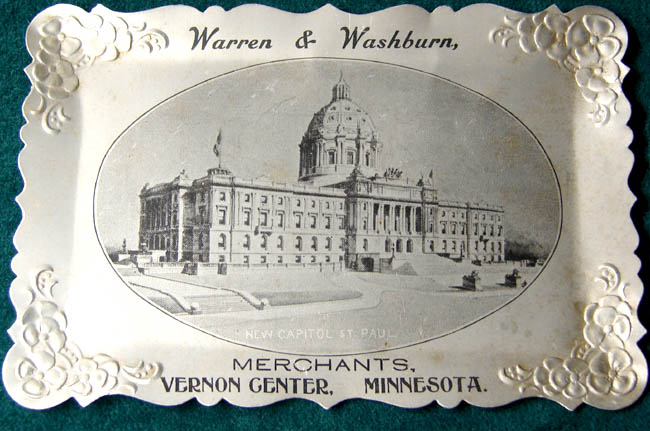 Warren & Washburn,
NEW CAPITOL ST. PAUL.
MERCHANTS,
VERNON CENTER, MINNESOTA.